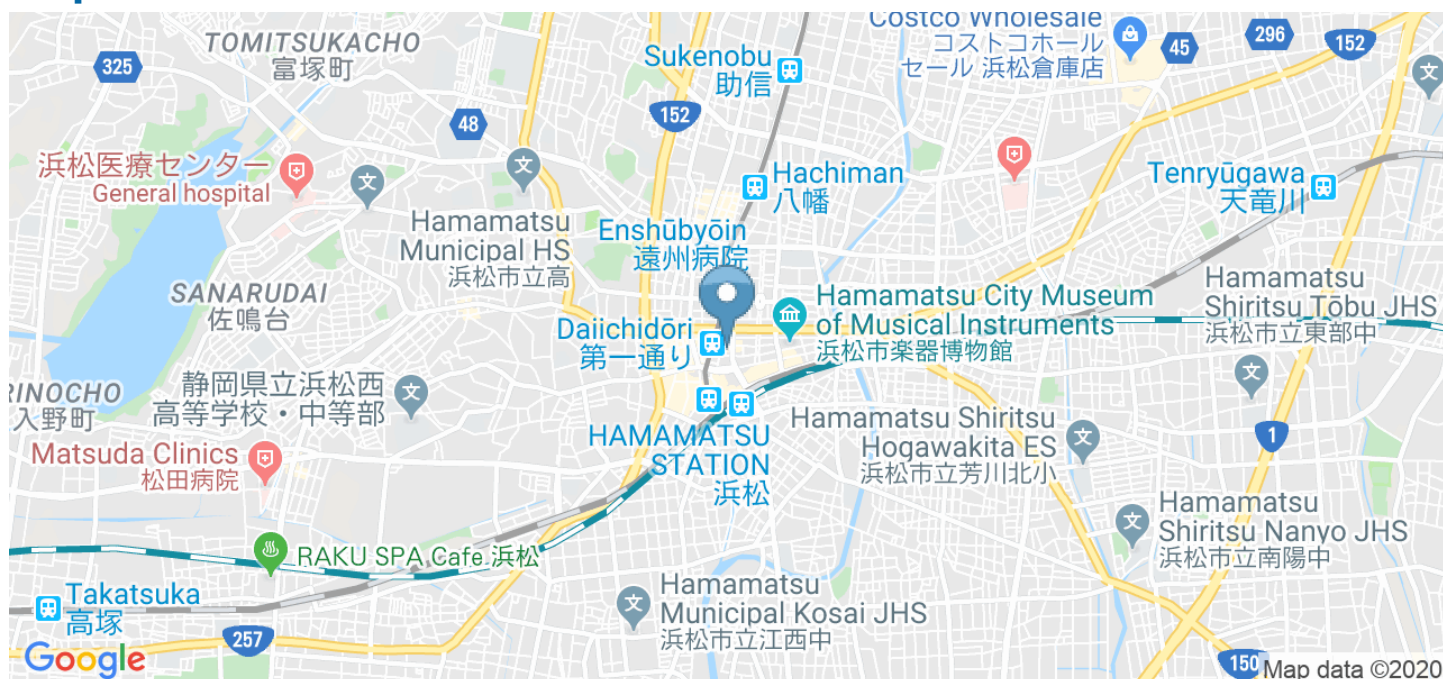 Costco Wholesale
コストコホール
セール 浜松倉庫店
45
296
152
TOMITSUKACHO
富塚町
325
Sukenobu
助信
152
48
浜松医療センター
General hospital
文
文
文
Hachiman
八幡
Tenryūgawa
天竜川
Hamamatsu
Municipal HS
浜松市立高
Enshūbyōin
遠州病院
SANARUDAI
佐鳴台
Hamamatsu City Museum
of Musical Instruments
浜松市楽器博物館
Hamamatsu
Shiritsu Tōbu JHS
浜松市立東部中
文
Daiichidōri
第一通り
RINOCHO
入野町
静岡県立浜松西
高等学校・中等部
文
HAMAMATSU
STATION
浜松
Hamamatsu Shiritsu
Hogawakita ES
浜松市立芳川北小
文
1
Matsuda Clinics
松田病院
Hamamatsu
Shiritsu Nanyo JHS
浜松市立南陽中
文
RAKU SPA Cafe 浜松
Takatsuka
高塚
257
Hamamatsu
Municipal Kosai JHS
浜松市立江西中
文
Google
150
Map data ©2020